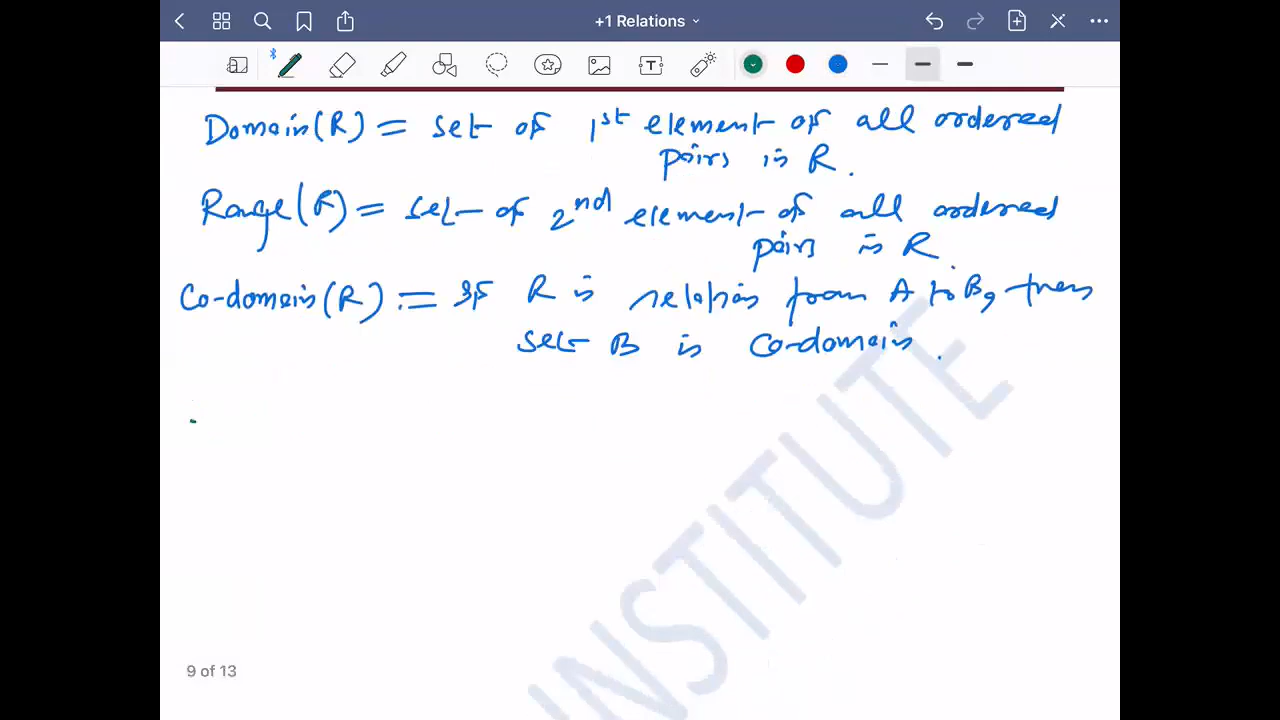 +1 Relations
T
Domain(R) = set of 1st element of all ordered
pairs in R.
Range(R) = set of 2nd element of all ordered
pairs in R
Co-domain(R) := If R is relation from A to B, then
set B is Co-domain.
INSTITUTE
9 of 13